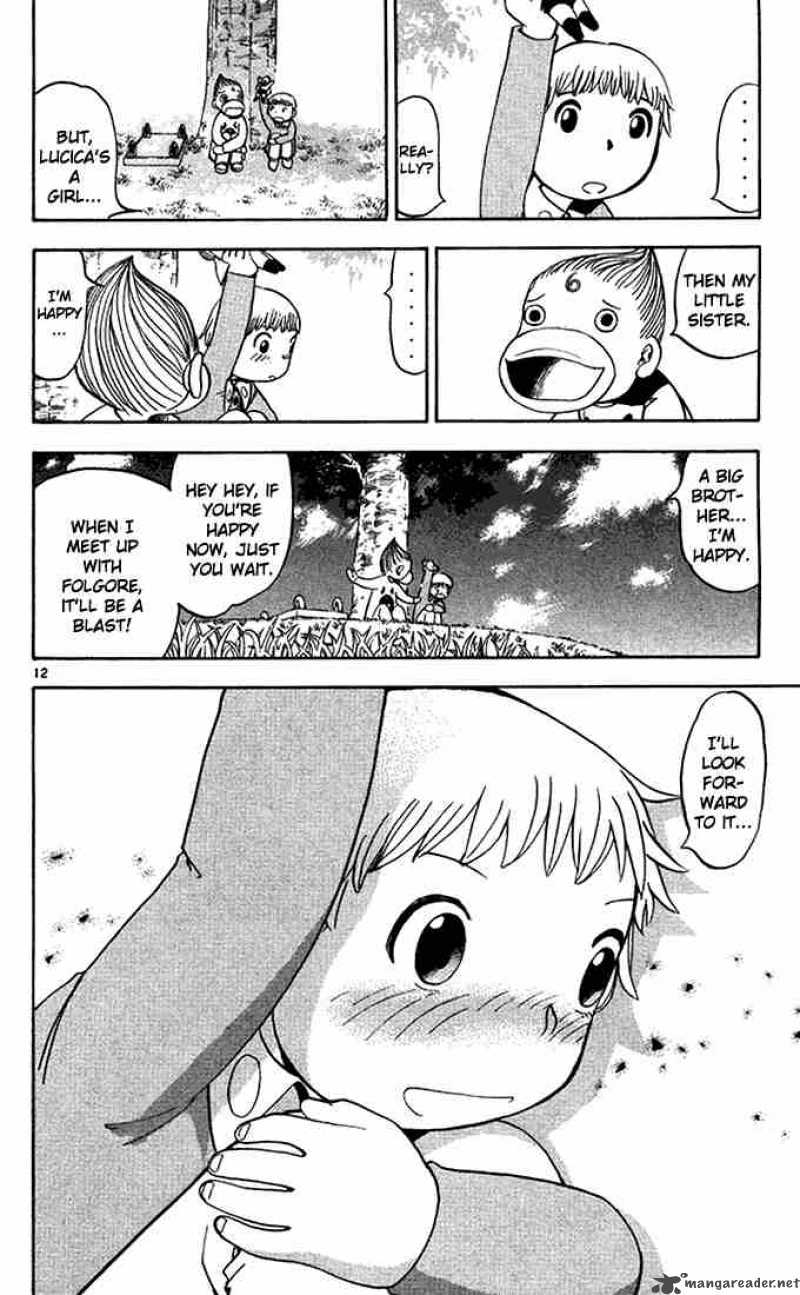 .....
REA-
LLY?
BUT,
LUCICA'S
A
GIRL...
THEN MY
LITTLE
SISTER.
.....
I'M
HAPPY
...
A BIG
BROT-
HER...
I'M
HAPPY.
HEY HEY, IF
YOU'RE
HAPPY
NOW, JUST
YOU WAIT.
WHEN I
MEET UP
WITH
FOLGORE,
IT'LL BE A
BLAST!
12
I'LL
LOOK
FOR-
WARD
TO IT...
mangareader.net